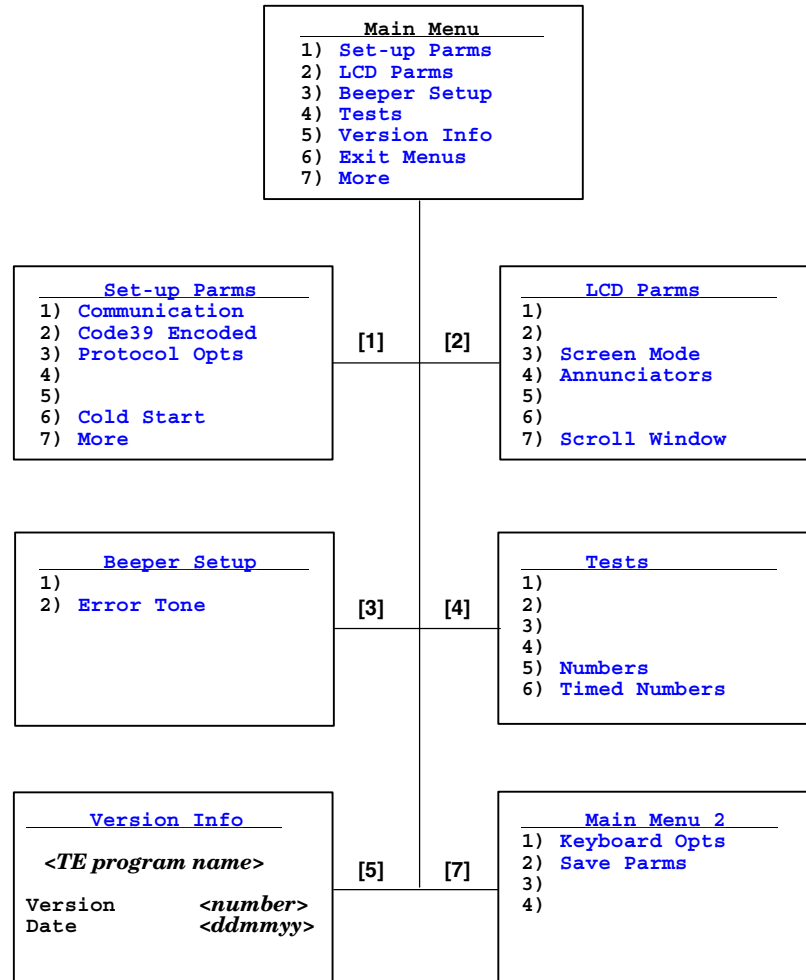 Main Menu
1) Set-up Parms
2) LCD Parms
3) Beeper Setup
4) Tests
5) Version Info
6) Exit Menus
7) More
Set-up Parms
1) Communication
2) Code39 Encoded
3) Protocol Opts
4)
5)
6) Cold Start
7) More
[1]
[2]
LCD Parms
1)
2)
3) Screen Mode
4) Annunciators
5)
6)
7) Scroll Window
Beeper Setup
1)
2) Error Tone
[3]
[4]
Tests
1)
2)
3)
4)
5) Numbers
6) Timed Numbers
Version Info
<TE program name>
Version <number>
Date <ddmmyy>
[5]
[7]
Main Menu 2
1) Keyboard Opts
2) Save Parms
3)
4)